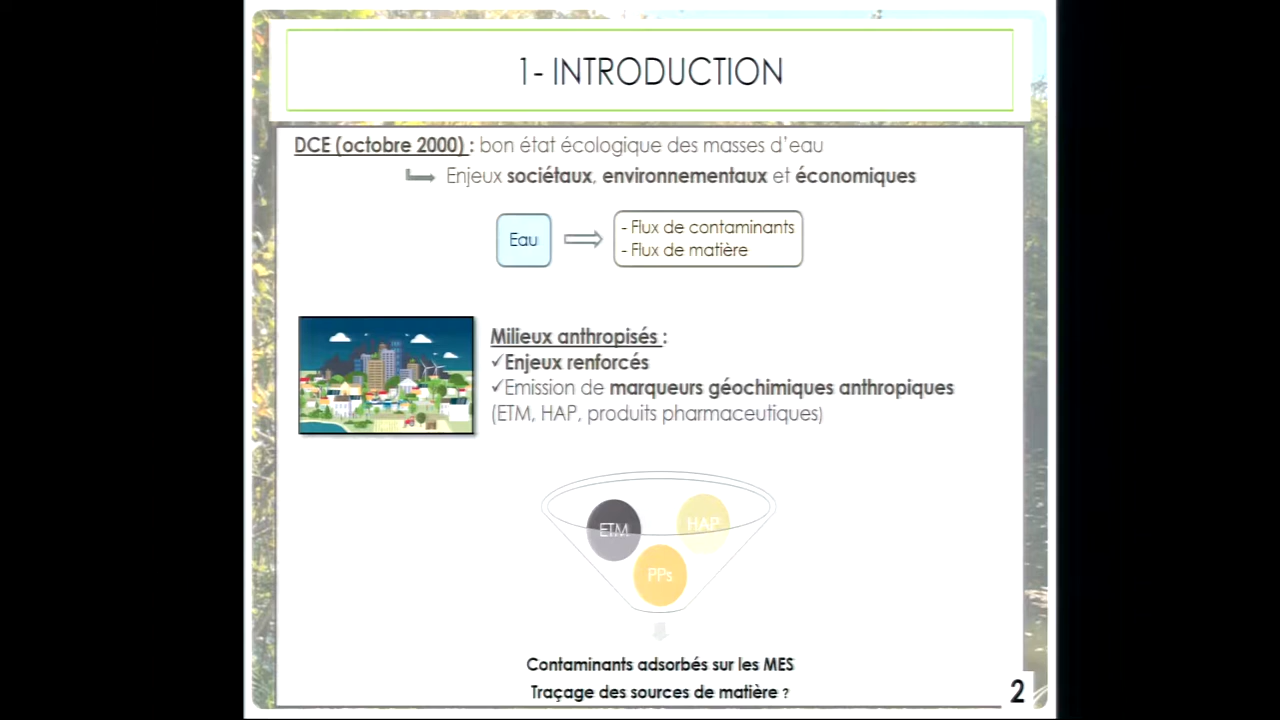 1- INTRODUCTION
DCE (octobre 2000) : bon état écologique des masses d'eau
Enjeux sociétaux, environnementaux et économiques
Eau
- Flux de contaminants
- Flux de matière
Milieux anthropisés :
✓Enjeux renforcés
✓Emission de marqueurs géochimiques anthropiques
(ETM, HAP, produits pharmaceutiques)
ETM
HAP
PPs
Contaminants adsorbés sur les MES
Traçage des sources de matière ?
2